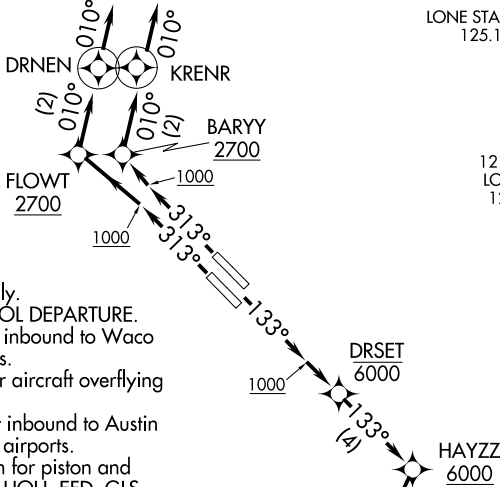 010°
010°
LONE STA
125.1
DRNEN
KRENR
(2)
010°
010°
(2)
BARYY
2700
12
LO
12
FLOWT
2700
1000
1000
313°
313°
133°
ly.
OL DEPARTURE.
inbound to Waco
s.
r aircraft overflying
DRSET
6000
1000
133°
(4)
r inbound to Austin
airports.
n for piston and
HAYZZ
6000